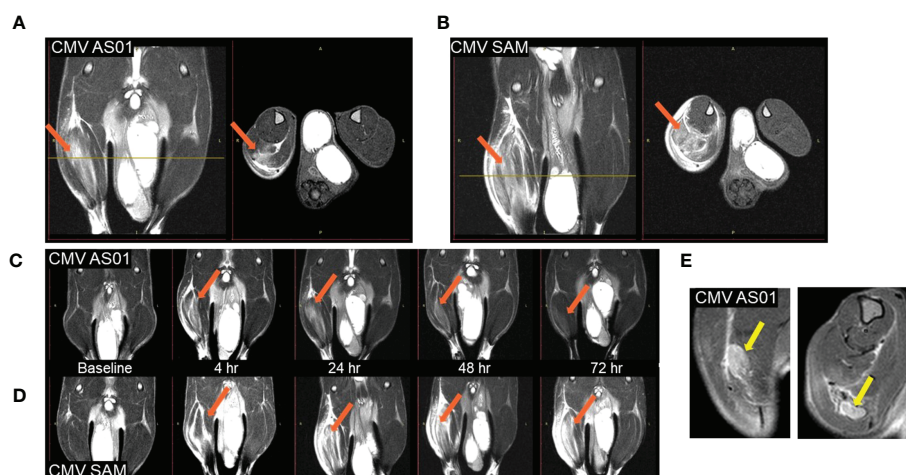 A
CMV AS01
B
CMV SAM
C
CMV AS01
Baseline
4 hr
24 hr
48 hr
72 hr
D
CMV SAM
E
CMV AS01